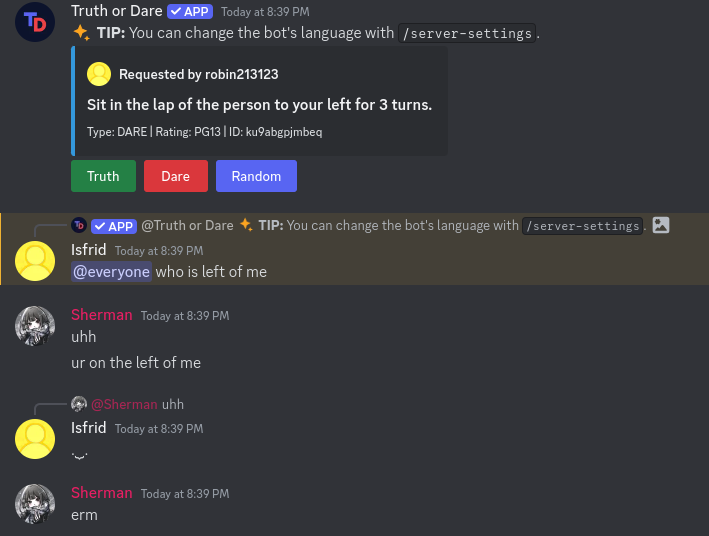 Truth or Dare ✓ APP Today at 8:39 PM
✨ TIP: You can change the bot's language with /server-settings.
Requested by robin213123
Sit in the lap of the person to your left for 3 turns.
Type: DARE | Rating: PG13 | ID: ku9abgpjmbeq
Truth Dare Random
TD ✓ APP @Truth or Dare ✨ TIP: You can change the bot's language with /server-settings.
Isfrid Today at 8:39 PM
@everyone who is left of me
Sherman Today at 8:39 PM
uhh
ur on the left of me
@Sherman uhh
Isfrid Today at 8:39 PM
.‿.
Sherman Today at 8:39 PM
erm